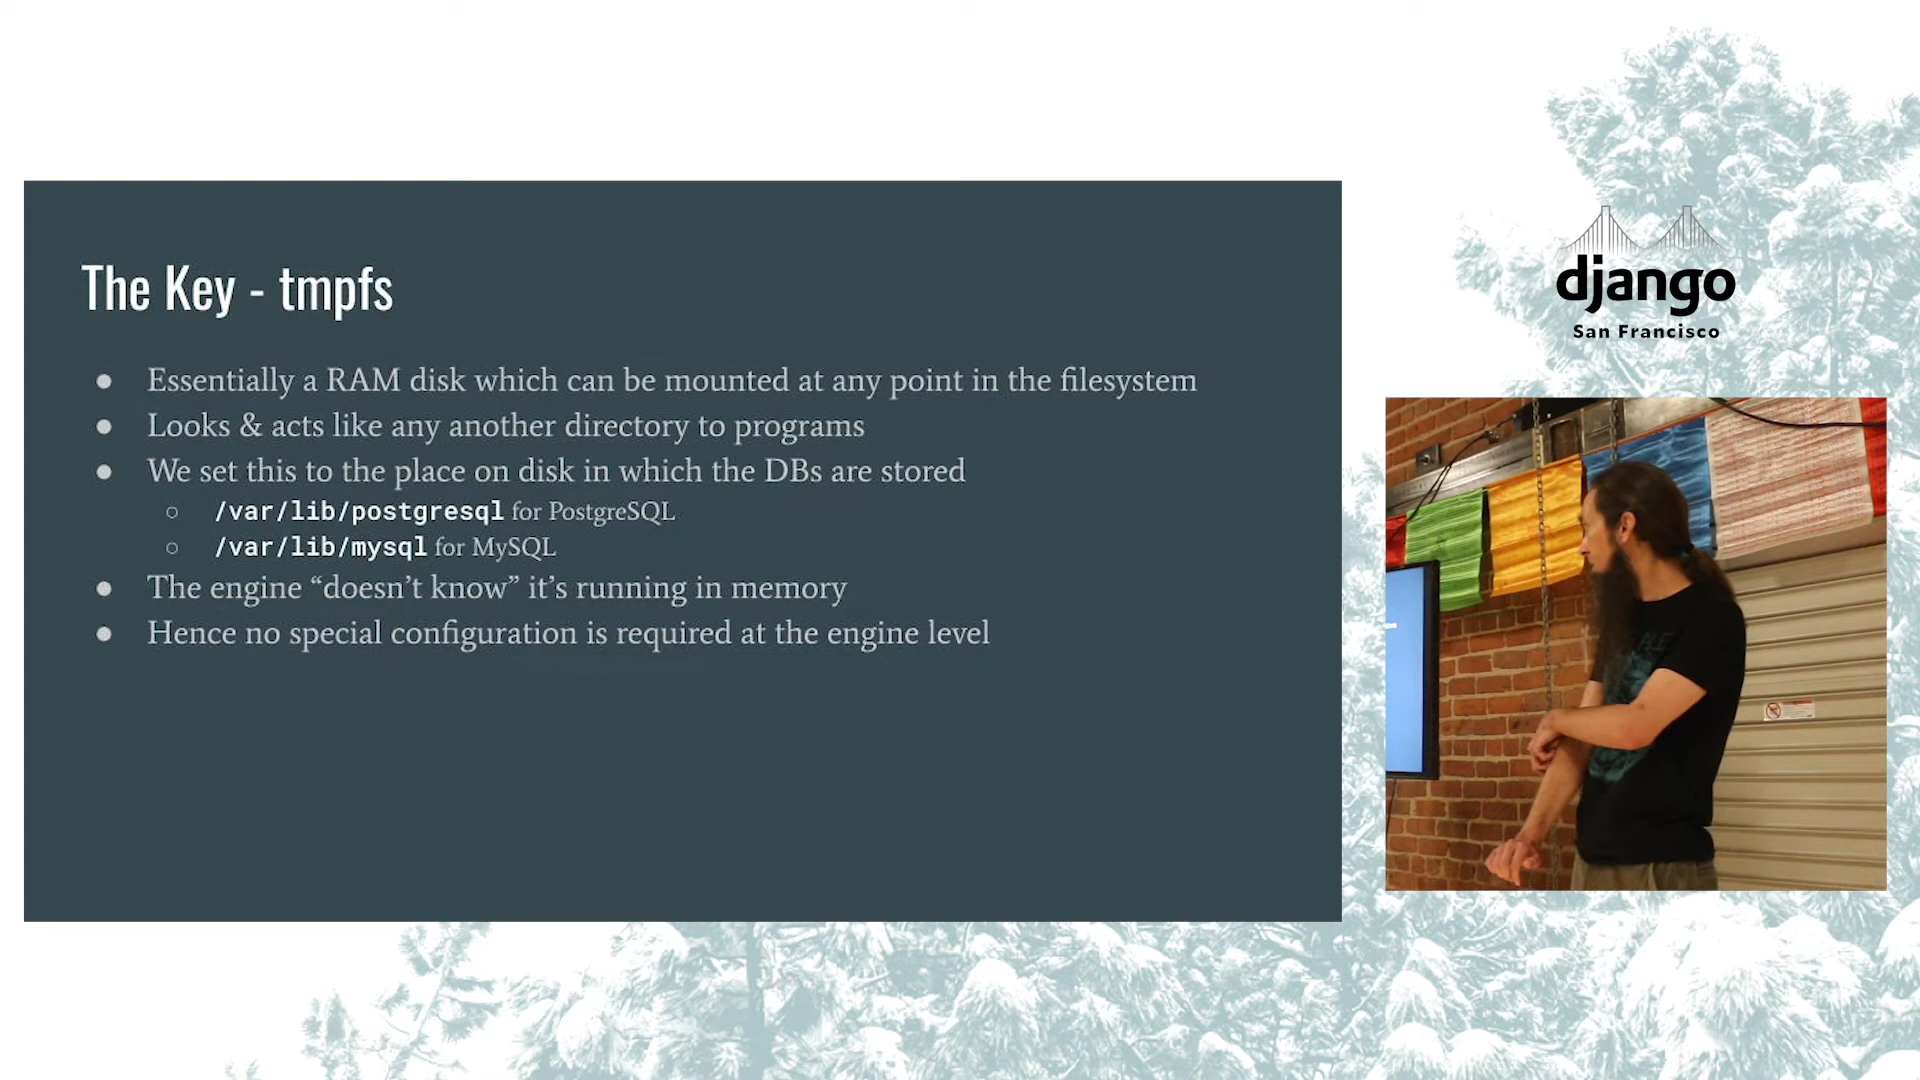 The Key - tmpfs
● Essentially a RAM disk which can be mounted at any point in the filesystem
● Looks & acts like any another directory to programs
● We set this to the place on disk in which the DBs are stored
○ /var/lib/postgresql for PostgreSQL
○ /var/lib/mysql for MySQL
● The engine “doesn’t know” it’s running in memory
● Hence no special configuration is required at the engine level
django
San Francisco